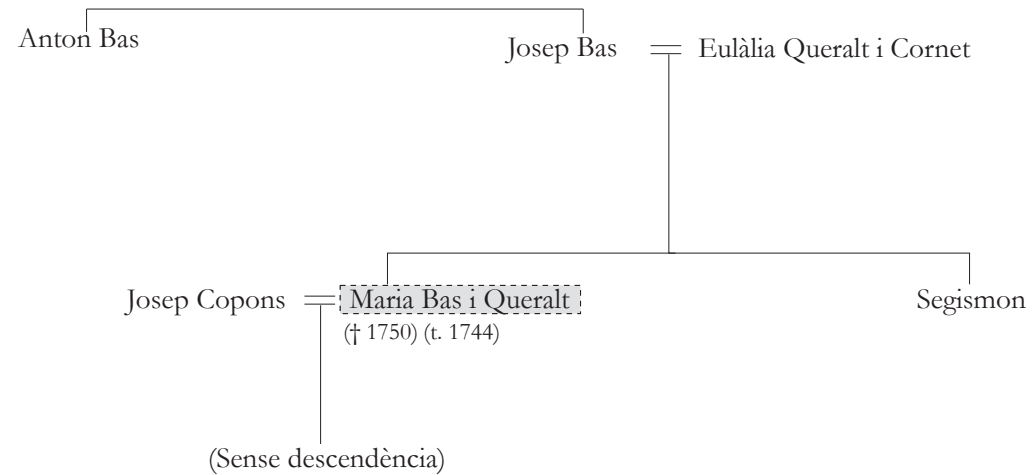 Anton Bas
Josep Bas
Eulàlia Queralt i Cornet
Josep Copons
Maria Bas i Queralt
Segismon
(† 1750) (t. 1744)
(Sense descendència)